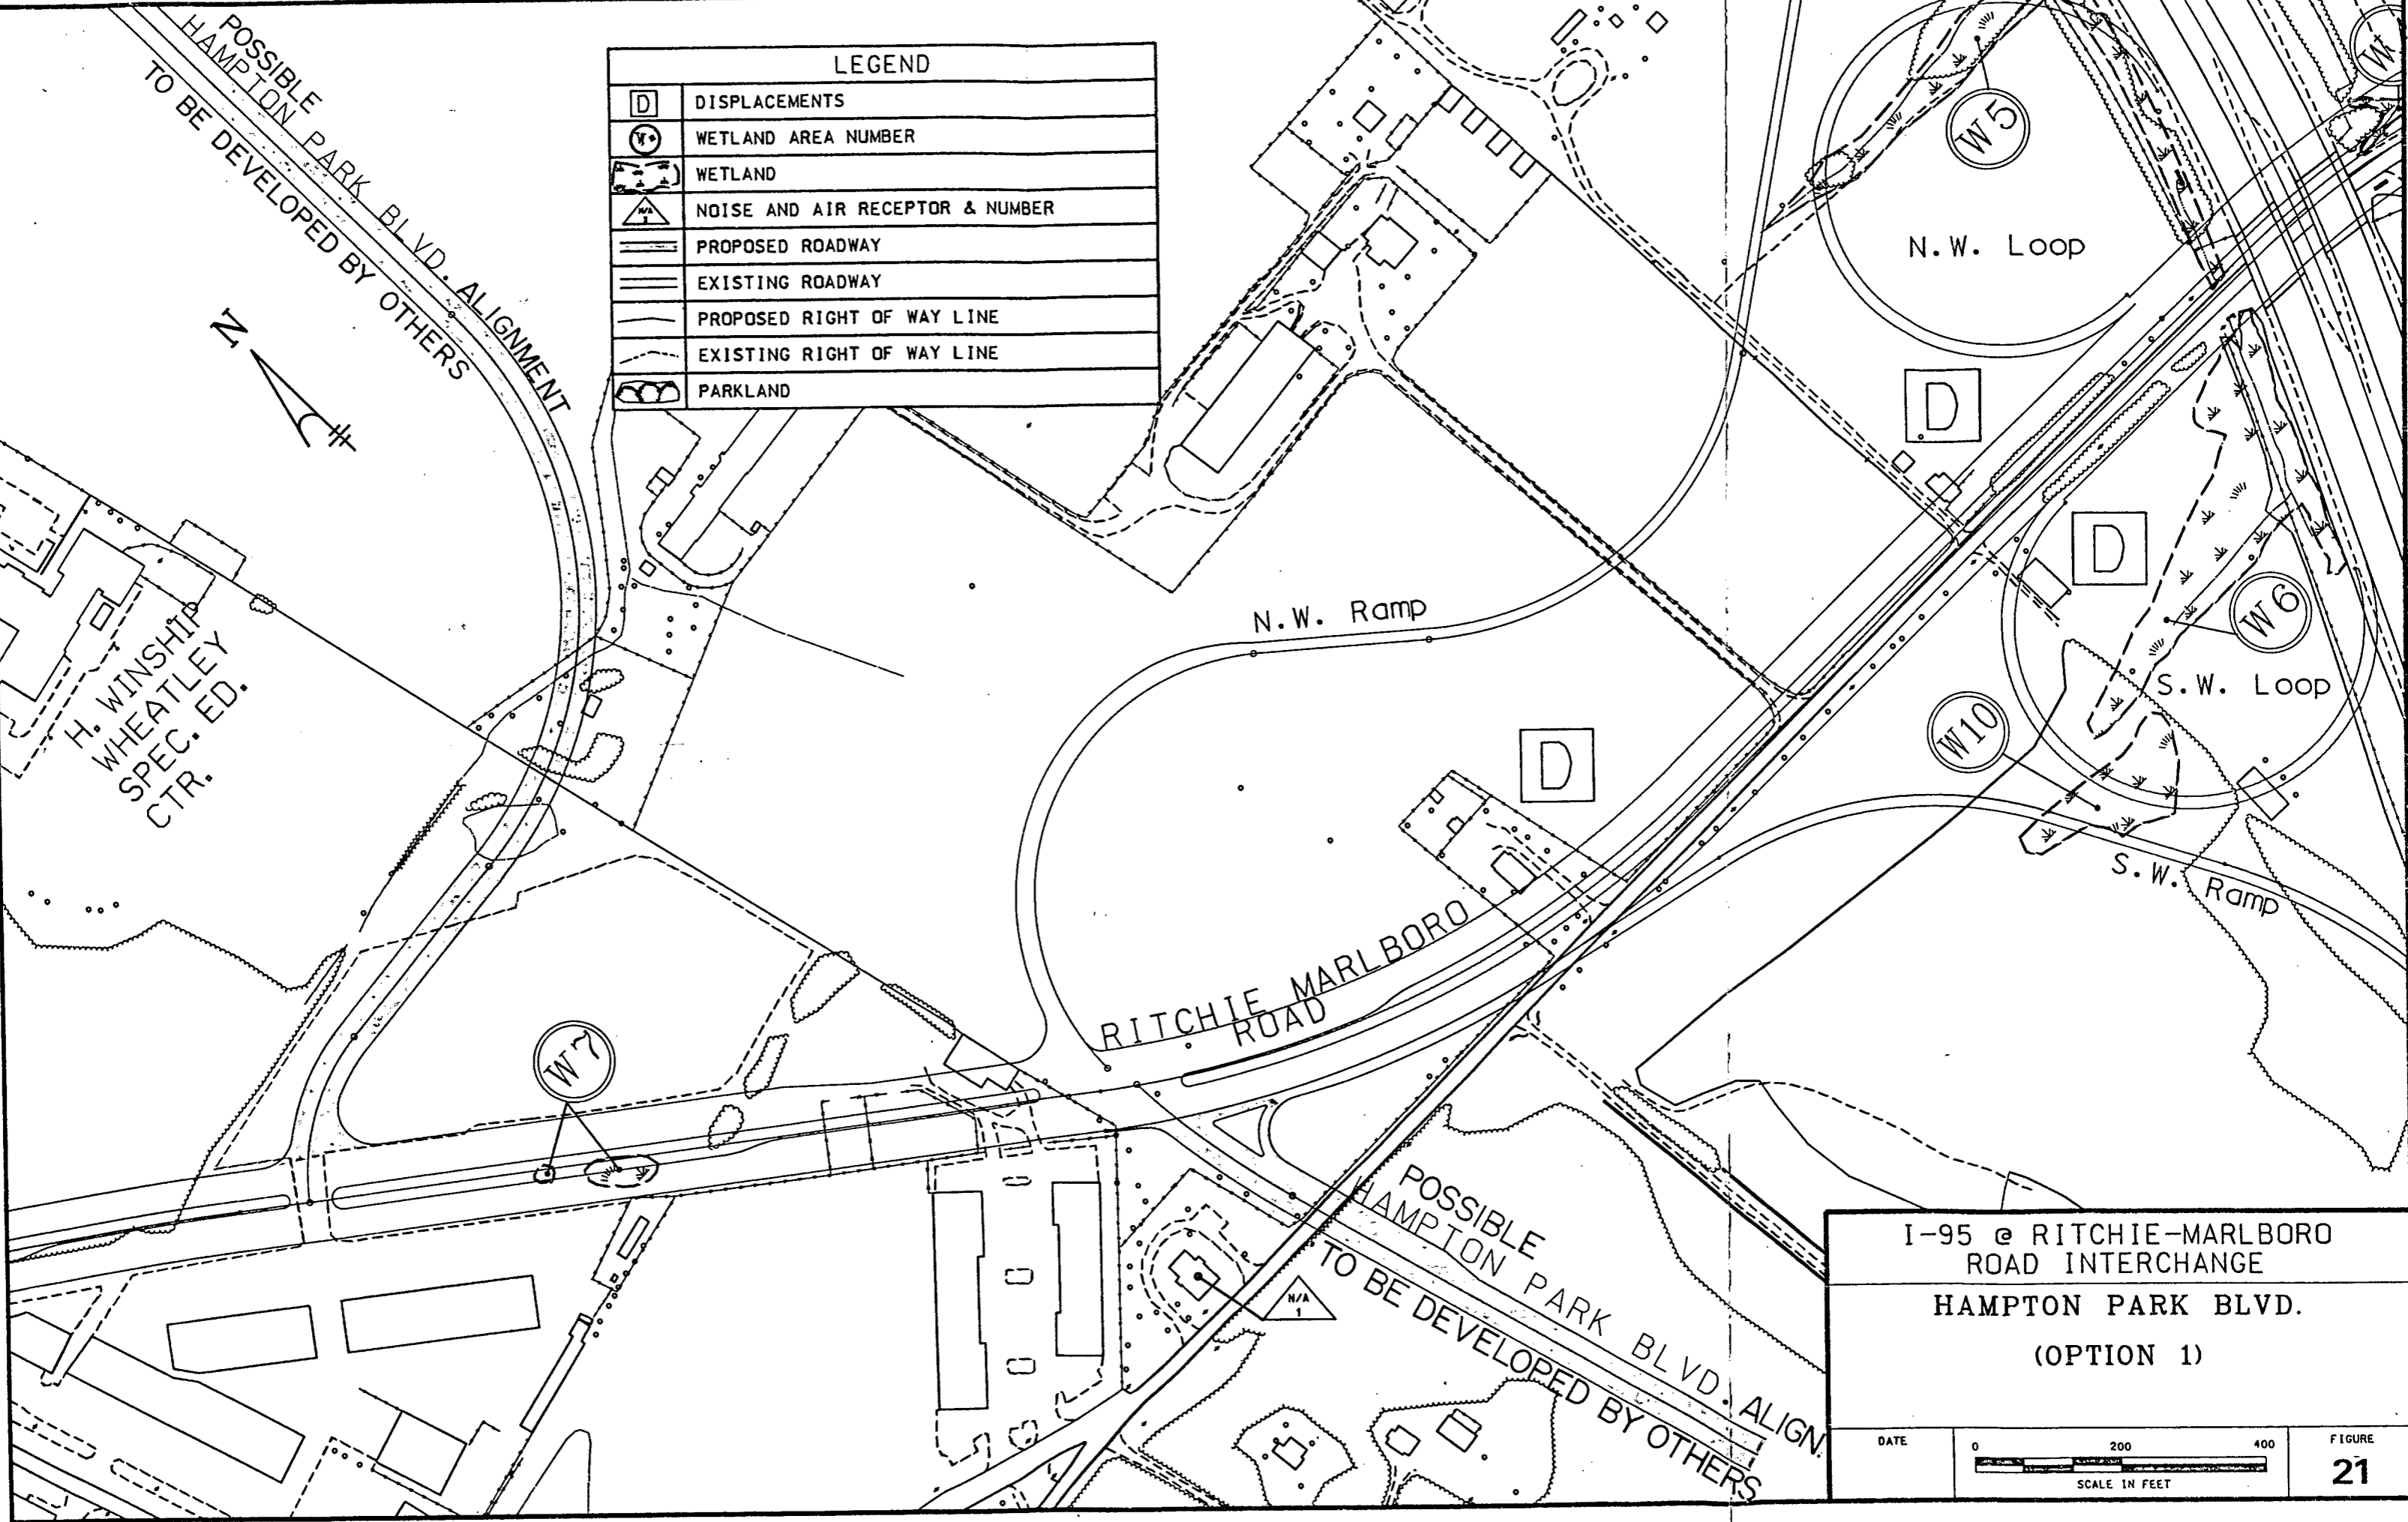 POSSIBLE
HAMPTON PARK BLVD. ALIGNMENT
TO BE DEVELOPED BY OTHERS
N
LEGEND
D DISPLACEMENTS
WETLAND AREA NUMBER
WETLAND
N/A 1 NOISE AND AIR RECEPTOR & NUMBER
PROPOSED ROADWAY
EXISTING ROADWAY
PROPOSED RIGHT OF WAY LINE
EXISTING RIGHT OF WAY LINE
PARKLAND
W5
N.W. Loop
D
D
W6
S.W. Loop
W10
S.W. Ramp
N.W. Ramp
D
H. WINSHIP
WHEATLEY
SPEC. ED.
CTR.
RITCHIE MARLBORO
ROAD
W7
N/A
1
POSSIBLE
HAMPTON PARK BLVD. ALIGN.
TO BE DEVELOPED BY OTHERS
I-95 @ RITCHIE-MARLBORO
ROAD INTERCHANGE
HAMPTON PARK BLVD.
(OPTION 1)
DATE
0 200 400
SCALE IN FEET
FIGURE
21